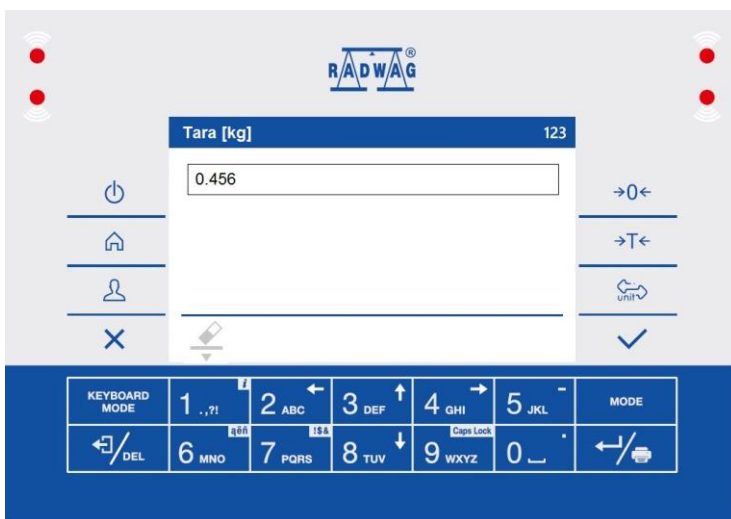 RADWAG®
Tara [kg] 123
0.456
→0←
→T←
unit
KEYBOARD MODE
1 .,?! i
2 ABC ←
3 DEF ↑
4 GHI →
5 JKL -
MODE
DEL
6 MNO ąêñ
7 PQRS !$&
8 TUV ↓
9 WXYZ Caps Lock
0 ⎵ .